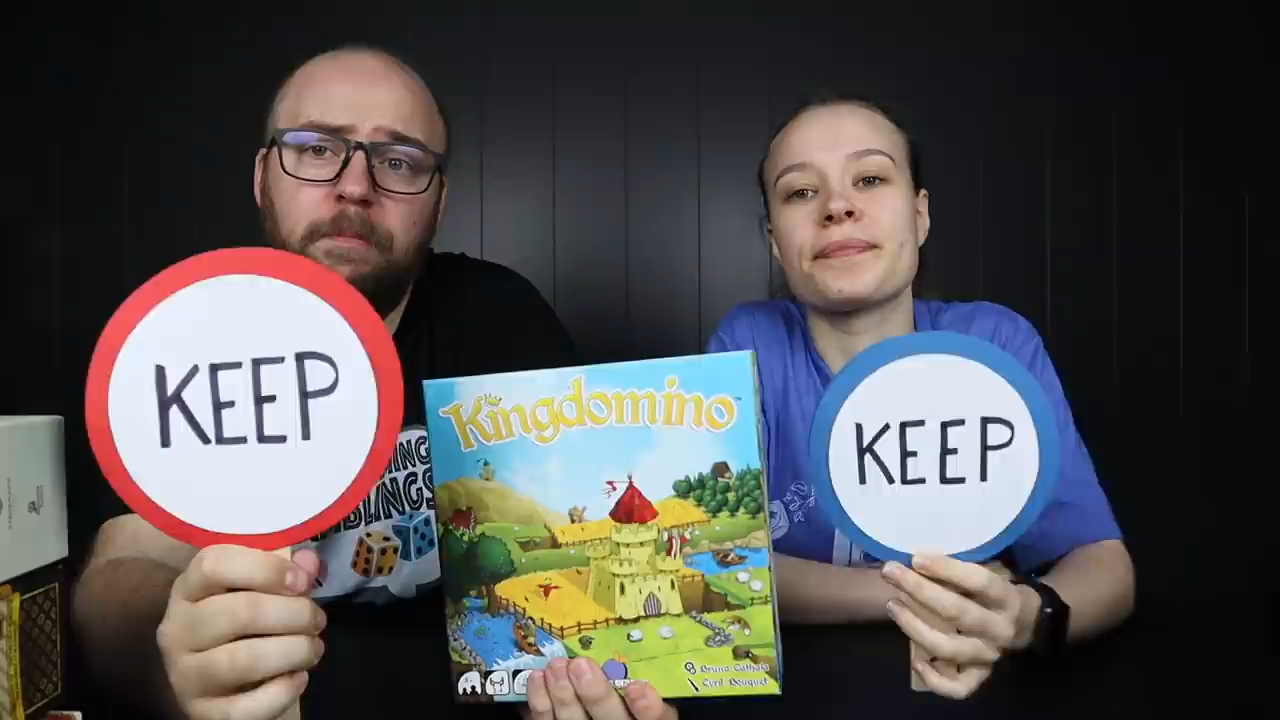 KEEP
Kingdomino
KEEP
Bruno Cathala
Cyril Bouquet